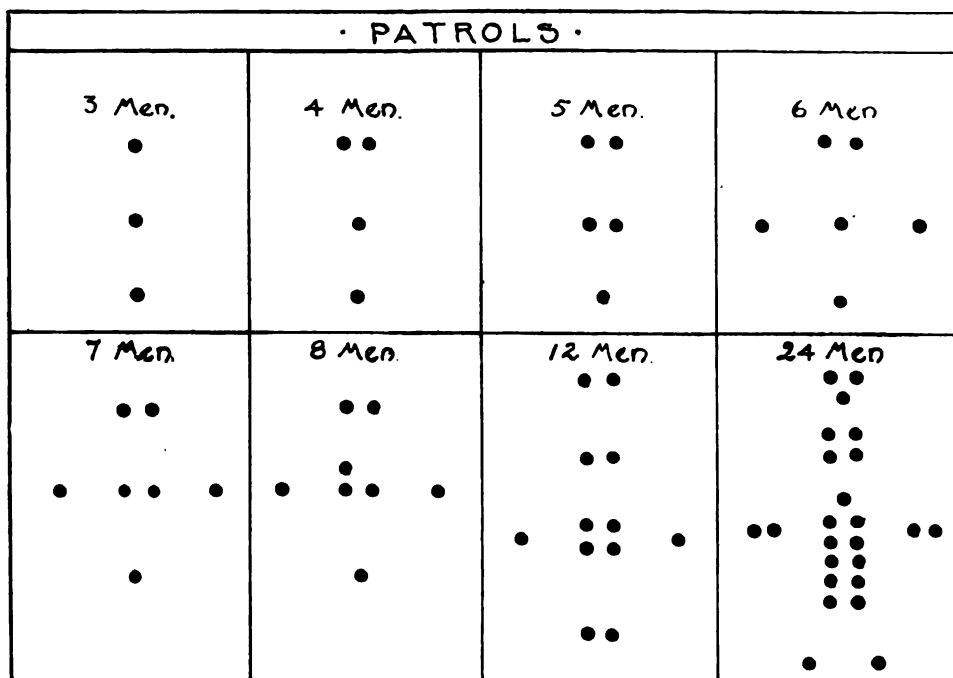 · PATROLS ·
3 Men.
4 Men.
5 Men.
6 Men
7 Men.
8 Men.
12 Men.
24 Men